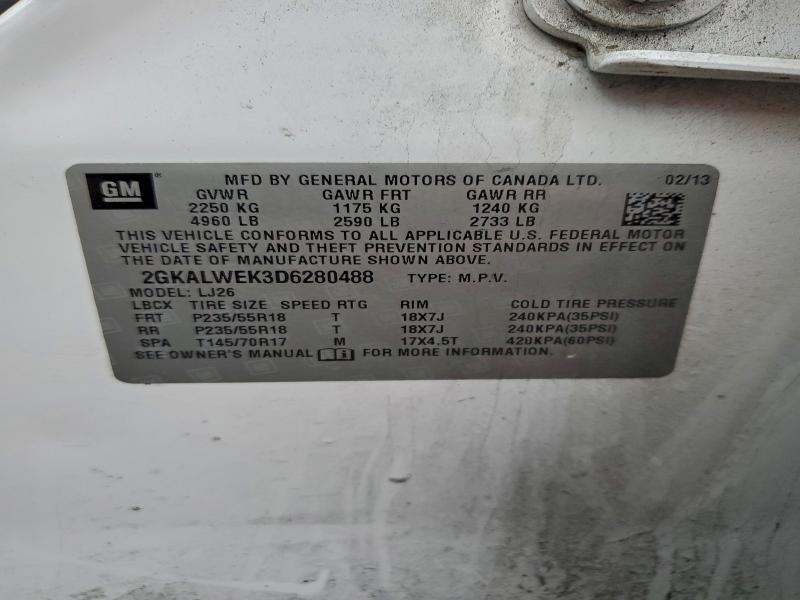 GM ® MFD BY GENERAL MOTORS OF CANADA LTD. 02/13
GVWR GAWR FRT GAWR RR
2250 KG 1175 KG 1240 KG
4960 LB 2590 LB 2733 LB
THIS VEHICLE CONFORMS TO ALL APPLICABLE U.S. FEDERAL MOTOR
VEHICLE SAFETY AND THEFT PREVENTION STANDARDS IN EFFECT ON
THE DATE OF MANUFACTURE SHOWN ABOVE.
2GKALWEK3D6280488 TYPE: M.P.V.
MODEL: LJ26
LBCX TIRE SIZE SPEED RTG RIM COLD TIRE PRESSURE
FRT P235/55R18 T 18X7J 240KPA(35PSI)
RR P235/55R18 T 18X7J 240KPA(35PSI)
SPA T145/70R17 M 17X4.5T 420KPA(60PSI)
SEE OWNER'S MANUAL FOR MORE INFORMATION.